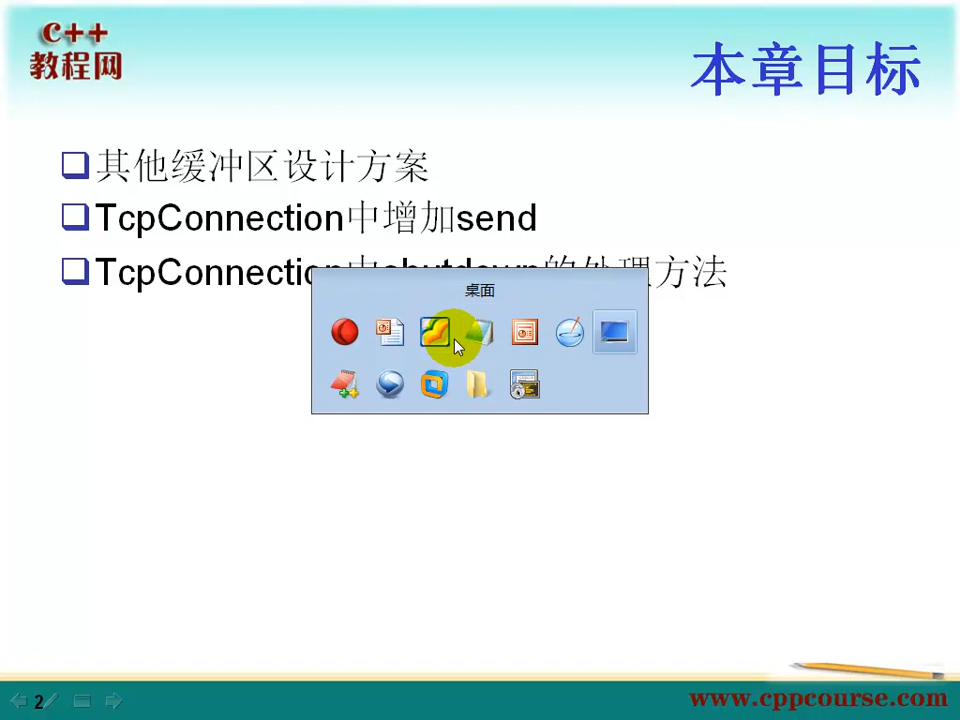 C++
教程网
本章目标
其他缓冲区设计方案
TcpConnection中增加send
TcpConnection中shutdown的处理方法
桌面
2
www.cppcourse.com